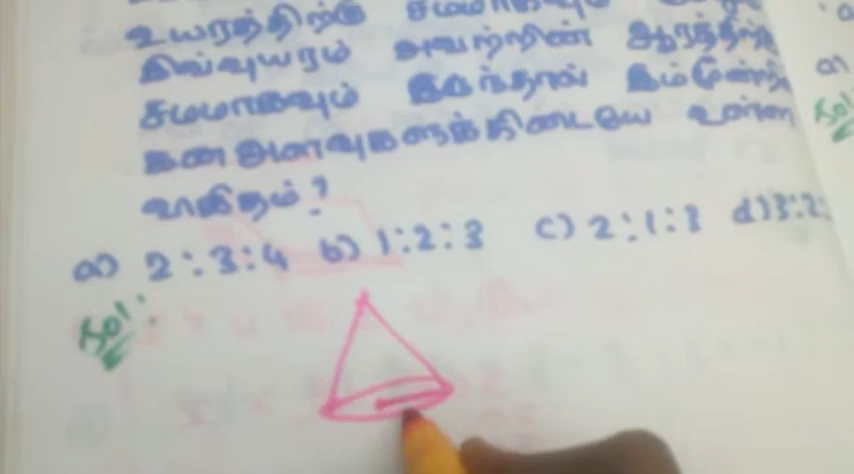 உயரத்திற்கு சமமாகவும்
இவ்வுயரம் அவற்றின் ஆரத்திற்கு
சமமாகவும் இருந்தால் இம்மூன்றி
கன அளவுகளுக்கிடையே உள்ள
வாலிதம்?
a) 2:3:4 b) 1:2:3 c) 2:1:3 d) 3:2:
Sol:
a)